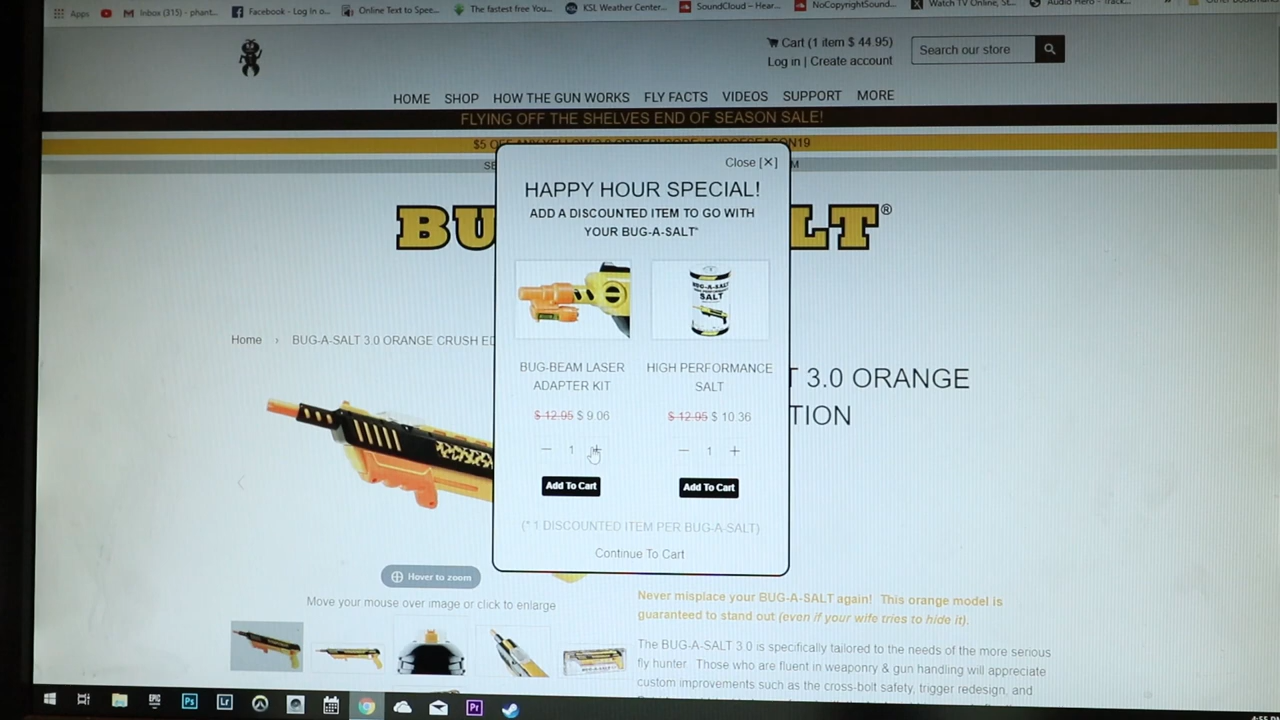 Apps
Inbox (315) - phant...
Facebook - Log In o...
Online Text to Spee...
The fastest free You...
KSL Weather Center...
SoundCloud – Hear...
NoCopyrightSound...
Watch TV Online, St...
Cart (1 item $ 44.95)
Log in | Create account
Search our store
HOME SHOP HOW THE GUN WORKS FLY FACTS VIDEOS SUPPORT MORE
FLYING OFF THE SHELVES END OF SEASON SALE!
Close [X]
HAPPY HOUR SPECIAL!
ADD A DISCOUNTED ITEM TO GO WITH
YOUR BUG-A-SALT*
BU LT®
BUG-A-SALT
SALT
Home › BUG-A-SALT 3.0 ORANGE CRUSH ED
BUG-BEAM LASER
ADAPTER KIT
HIGH PERFORMANCE
SALT
T 3.0 ORANGE
TION
$ 12.95 $ 9.06
$ 12.95 $ 10.36
− 1 +
− 1 +
Add To Cart
Add To Cart
(* 1 DISCOUNTED ITEM PER BUG-A-SALT)
Continue To Cart
Hover to zoom
Move your mouse over image or click to enlarge
Never misplace your BUG-A-SALT again! This orange model is
guaranteed to stand out (even if your wife tries to hide it).
The BUG-A-SALT 3.0 is specifically tailored to the needs of the more serious
fly hunter. Those who are fluent in weaponry & gun handling will appreciate
custom improvements such as the cross-bolt safety, trigger redesign, and
EPIC
Ps
Lr
Pr